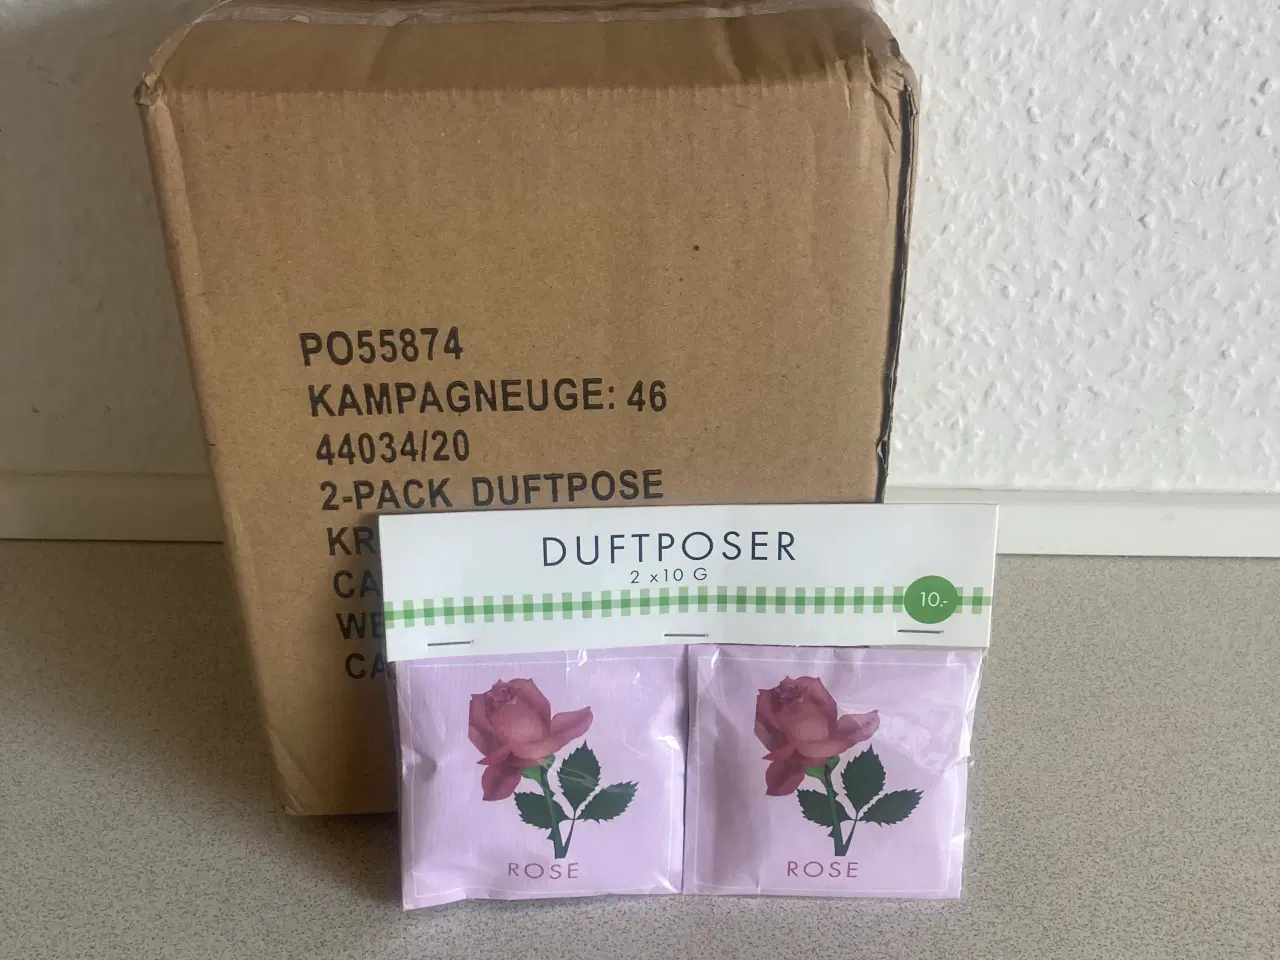 PO55874
KAMPAGNEUGE: 46
44034/20
2-PACK DUFTPOSE
DUFTPOSER
2 x10 G
10.-
ROSE
ROSE